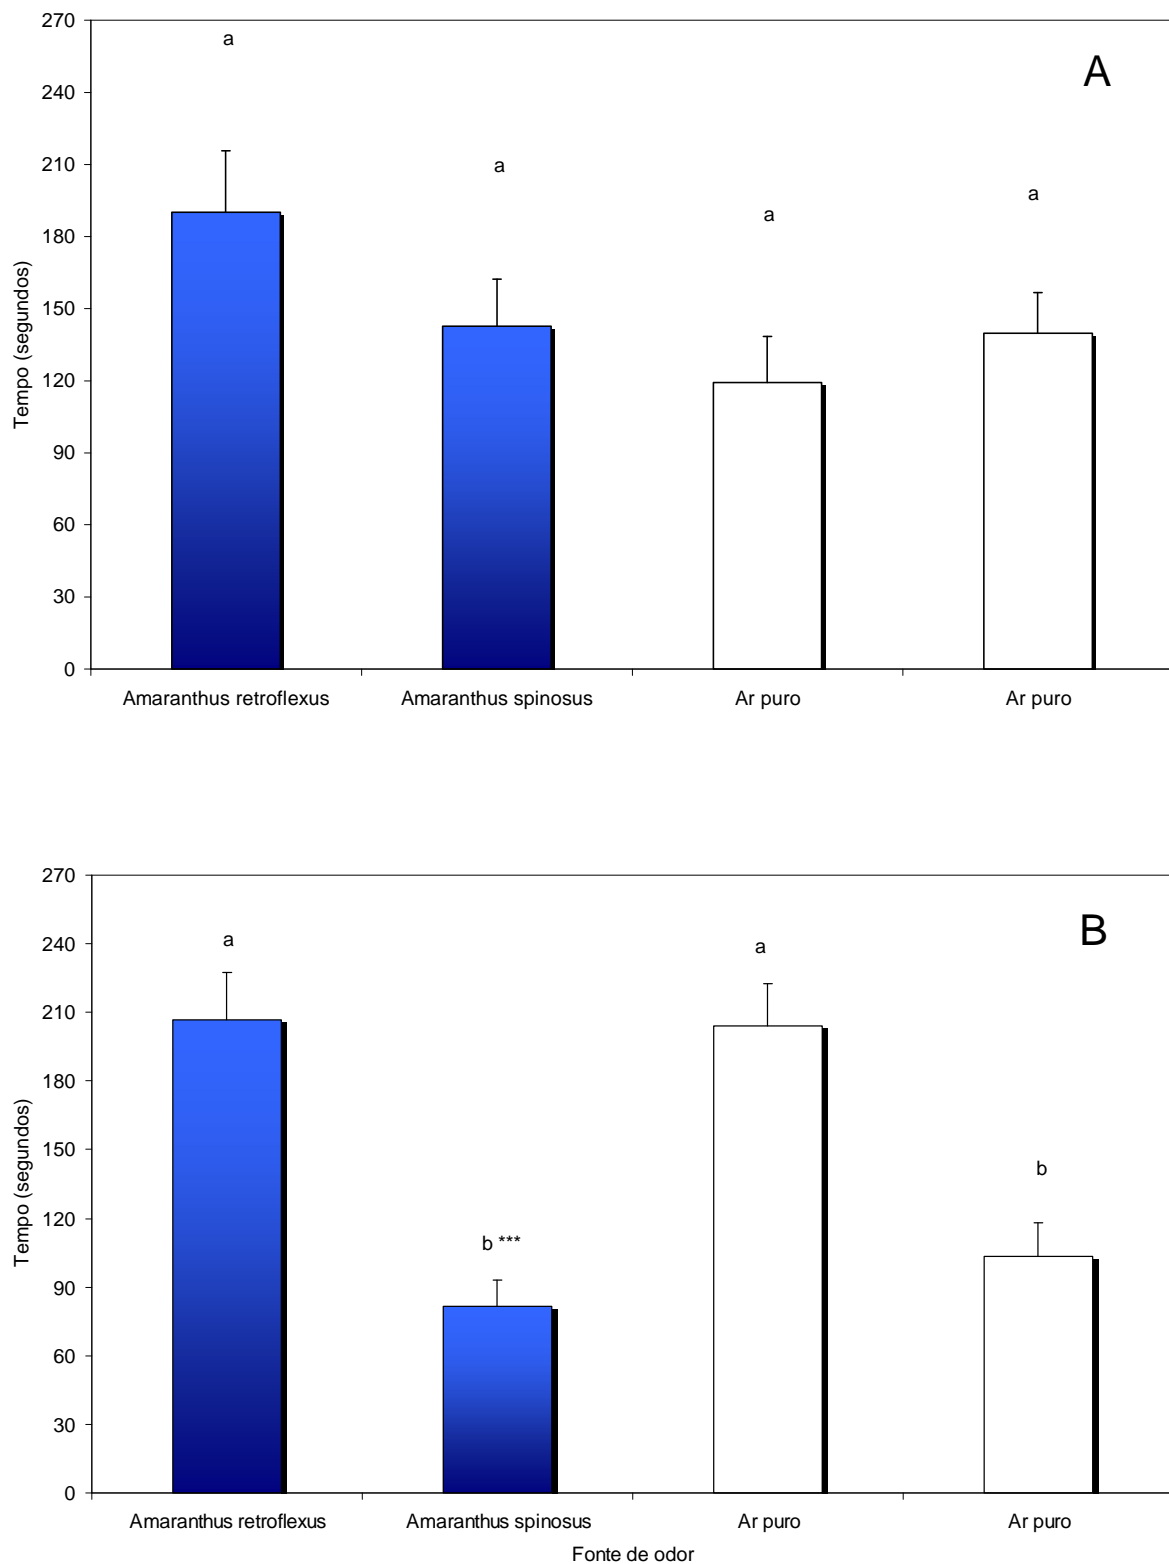 270
a
A
240
210
a
a
a
180
150
120
90
60
30
0
Tempo (segundos)
Amaranthus retroflexus Amaranthus spinosus Ar puro Ar puro
270
240
a
a
B
210
180
150
b
120
b ***
90
60
30
0
Tempo (segundos)
Amaranthus retroflexus Amaranthus spinosus Ar puro Ar puro
Fonte de odor